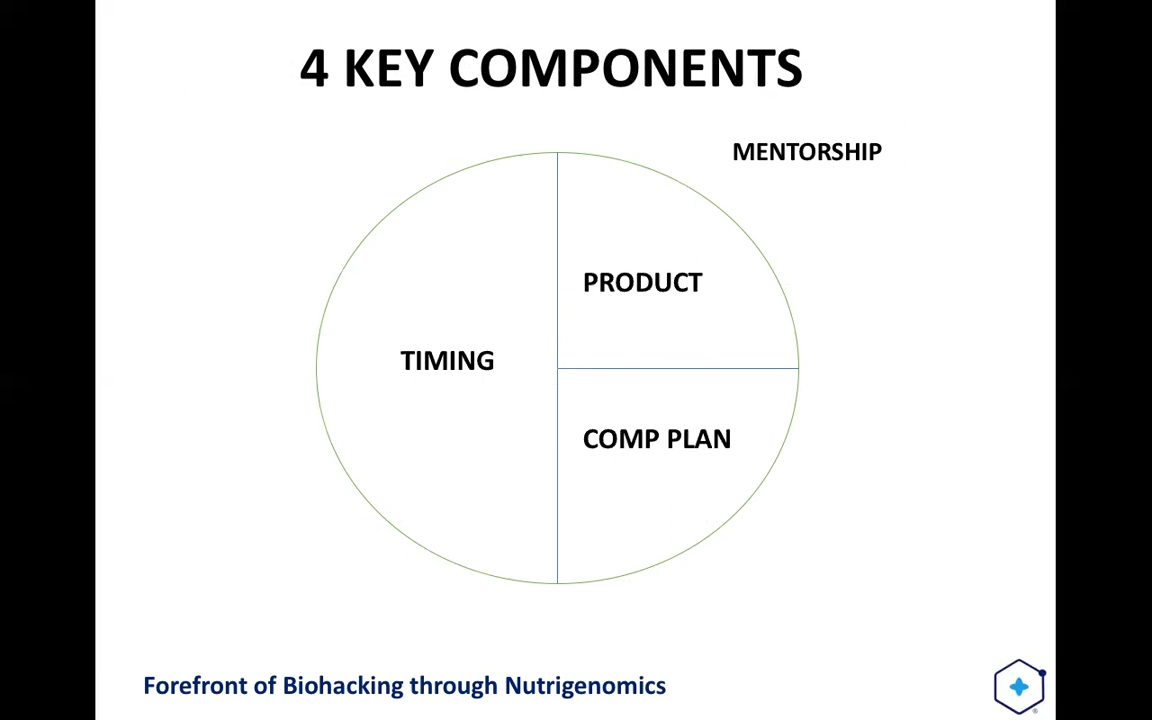 4 KEY COMPONENTS
MENTORSHIP
PRODUCT
TIMING
COMP PLAN
Forefront of Biohacking through Nutrigenomics
®